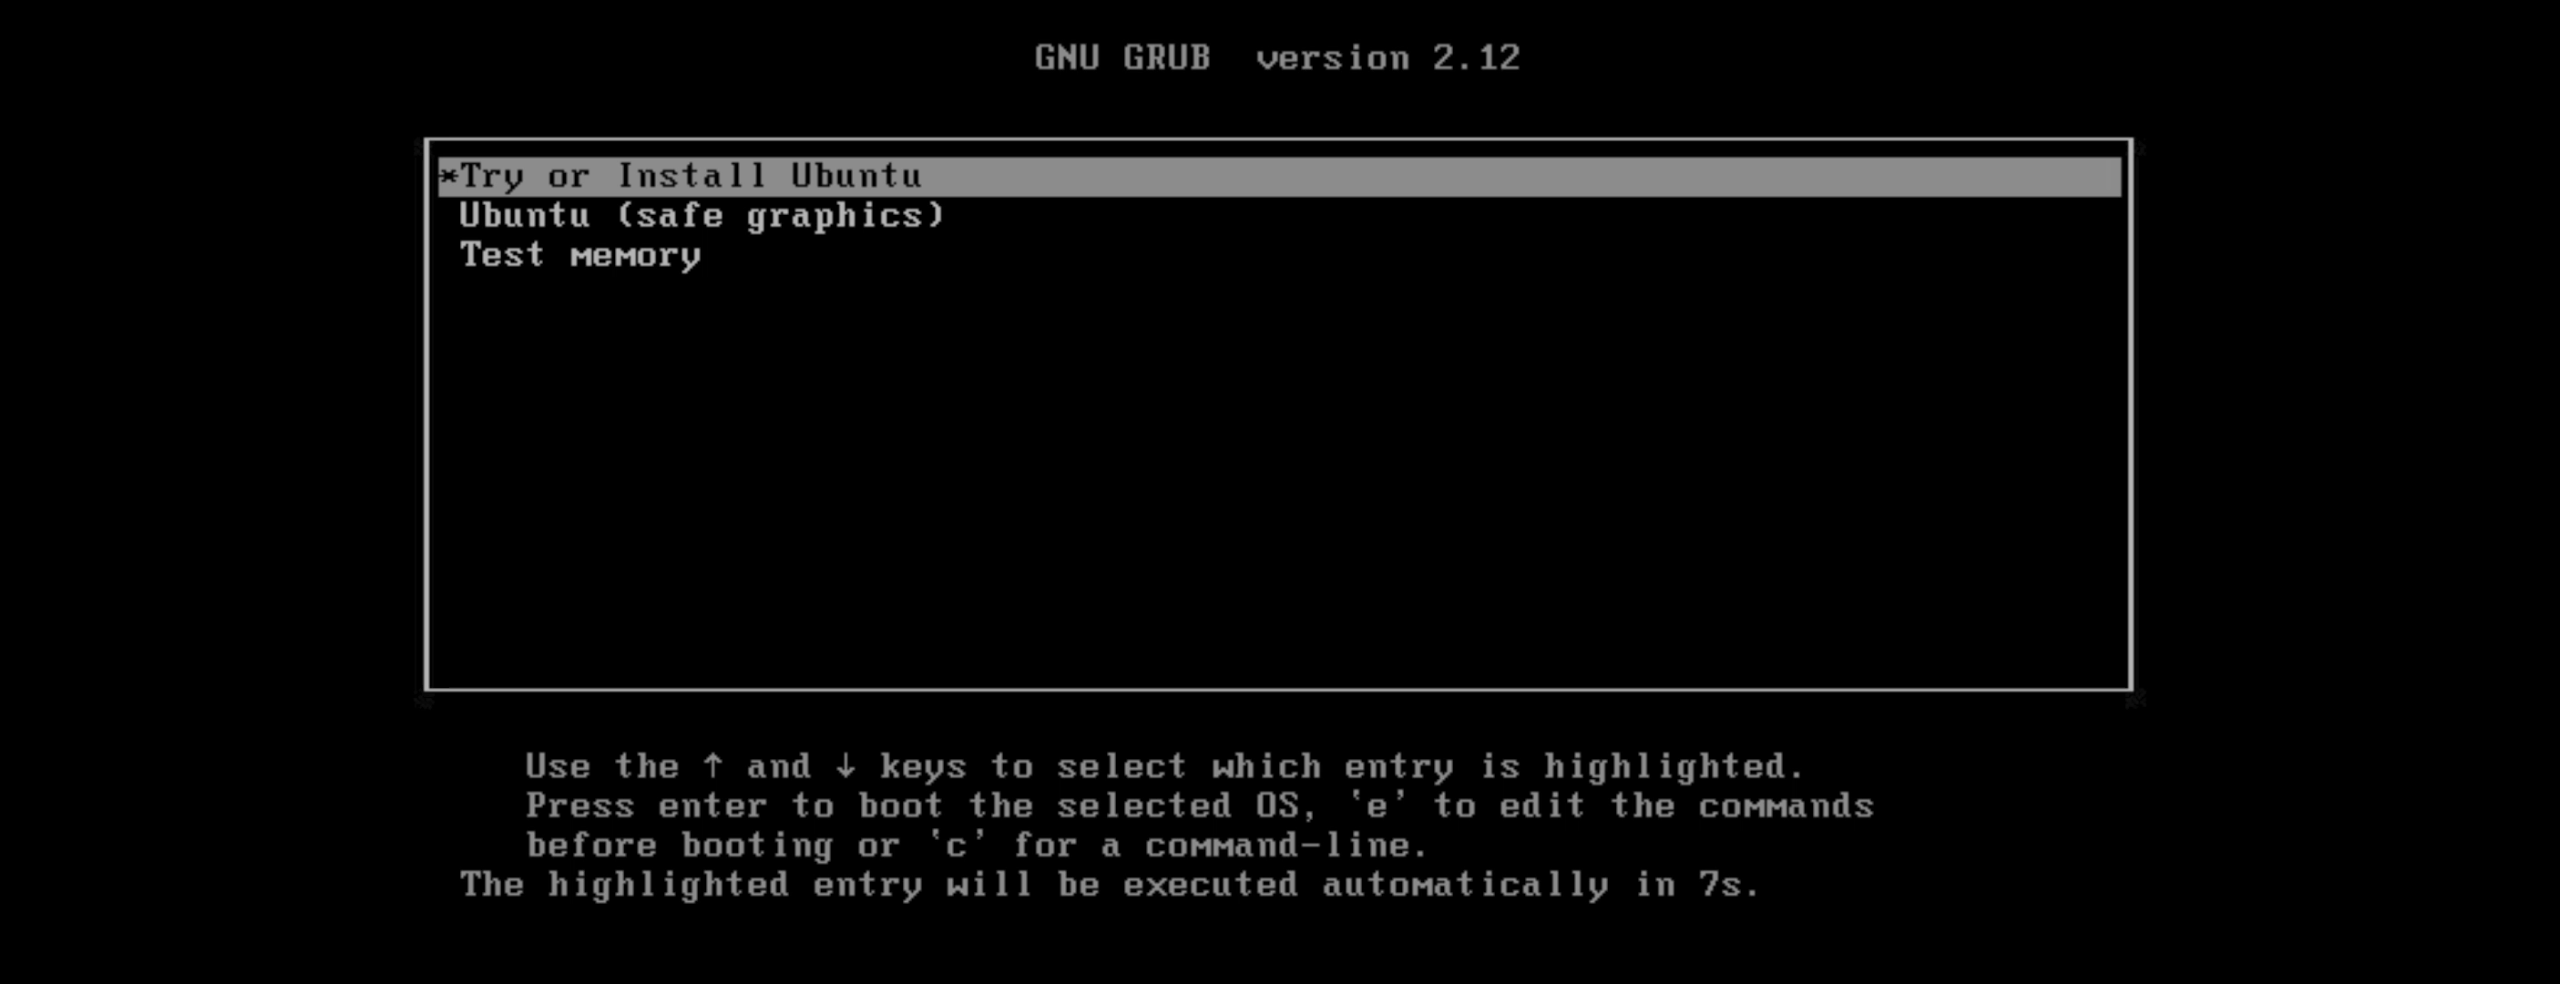 GNU GRUB  version 2.12
*Try or Install Ubuntu
Ubuntu (safe graphics)
Test memory
Use the ↑ and ↓ keys to select which entry is highlighted.
Press enter to boot the selected OS, `e' to edit the commands
before booting or `c' for a command-line.
The highlighted entry will be executed automatically in 7s.